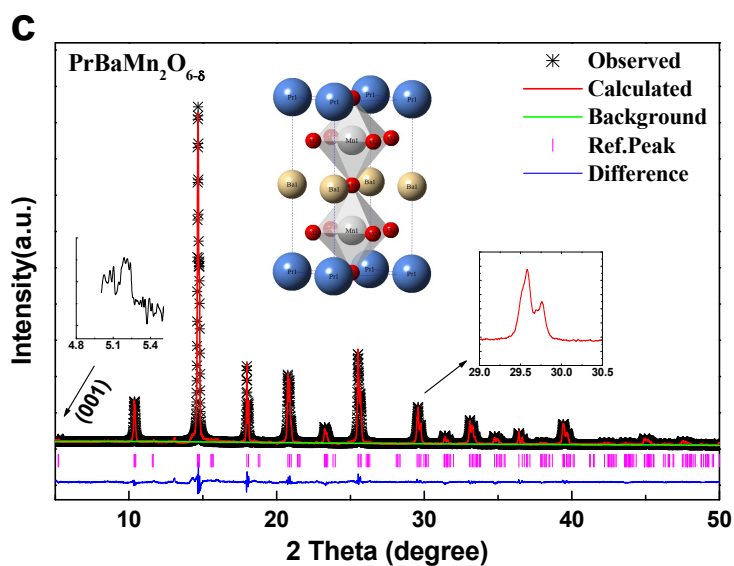 C
PrBaMn₂O₆₋δ
Observed
Calculated
Background
Ref.Peak
Difference
Pr1 Pr1
Pr1 Pr1
Mn1
Ba1 Ba1 Ba1 Ba1
Mn1
Pr1 Pr1
Pr1 Pr1
Intensity(a.u.)
4.8 5.1 5.4
(001)
29.0 29.5 30.0 30.5
10 20 30 40 50
2 Theta (degree)